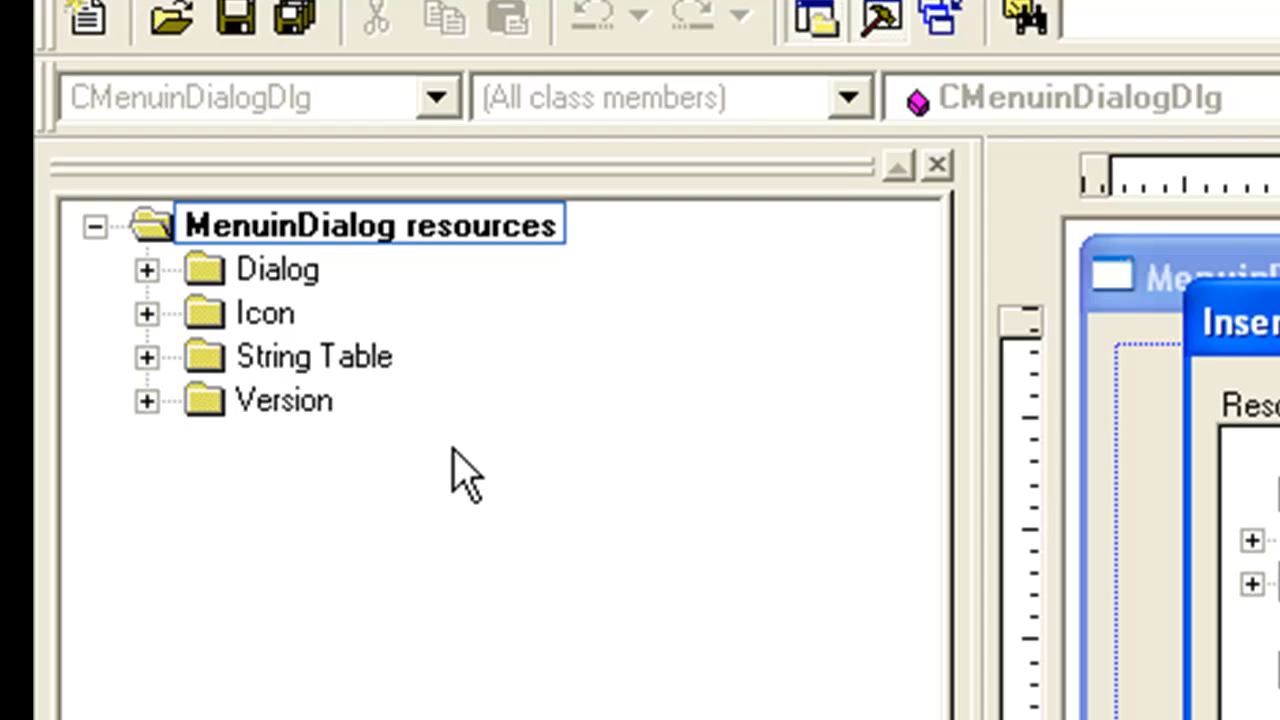 CMenuinDialogDlg
(All class members)
CMenuinDialogDlg
MenuinDialog resources
Dialog
Icon
String Table
Version